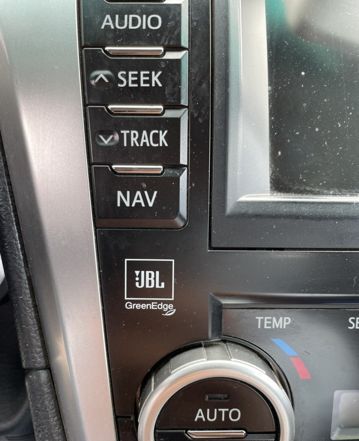 AUDIO
SEEK
TRACK
NAV
JBL
GreenEdge
TEMP
AUTO